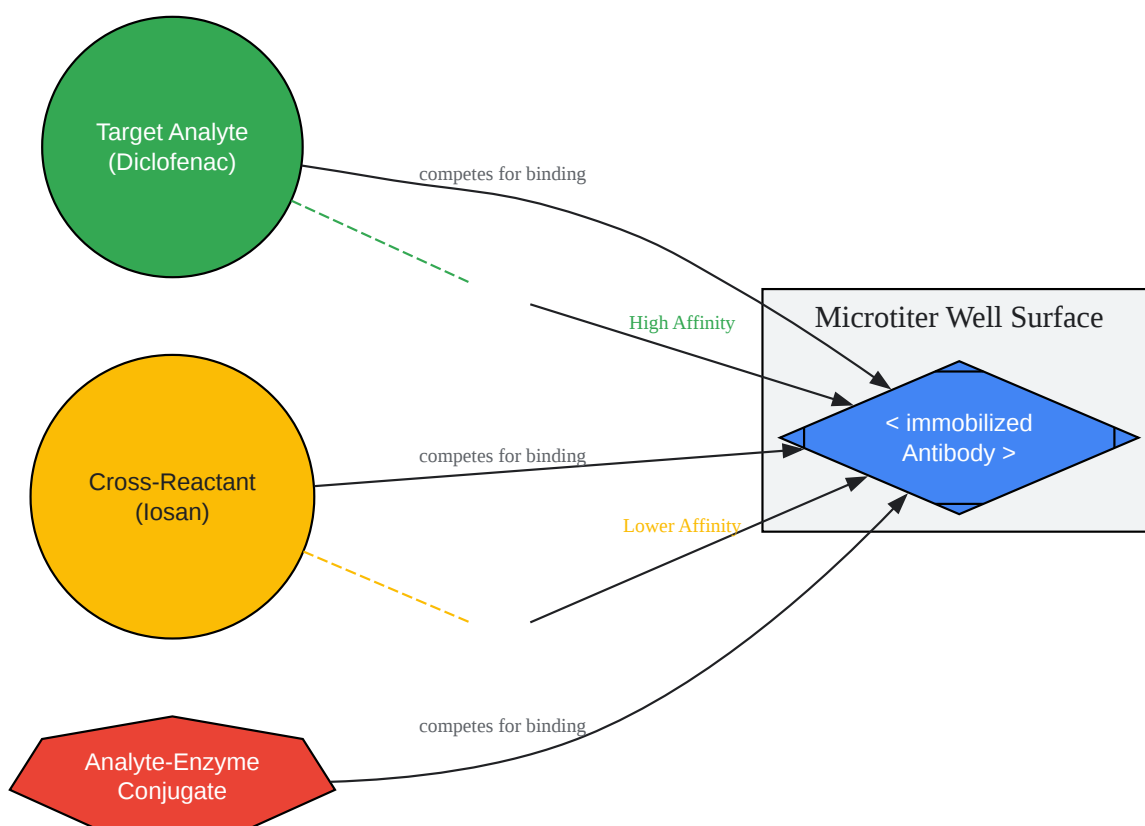 Target Analyte
(Diclofenac)
competes for binding
High Affinity
Microtiter Well Surface
< immobilized
Antibody >
competes for binding
Cross-Reactant
(Iosan)
Lower Affinity
competes for binding
Analyte-Enzyme
Conjugate